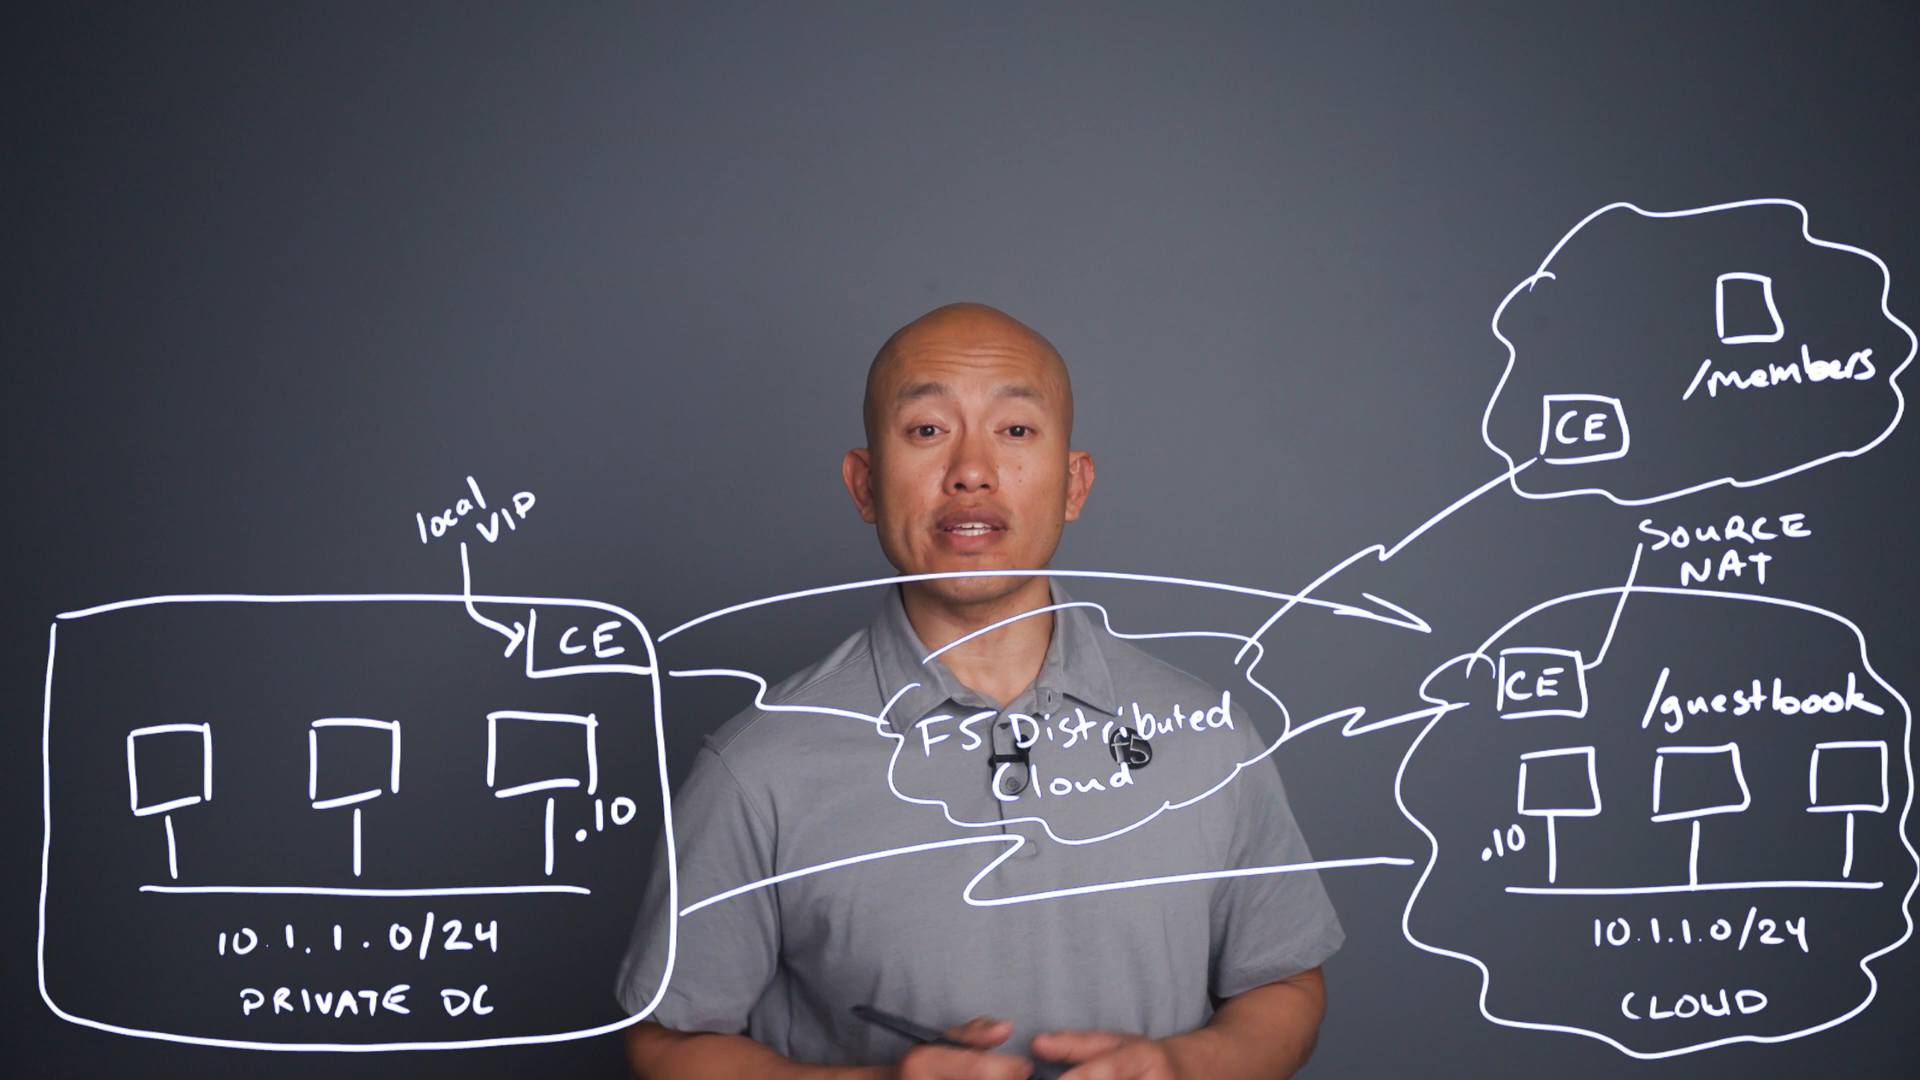 local
VIP
CE
.10
10.1.1.0/24
PRIVATE DC
F5 Distributed
Cloud
f5
/members
CE
SOURCE
NAT
CE
/guestbook
.10
10.1.1.0/24
CLOUD